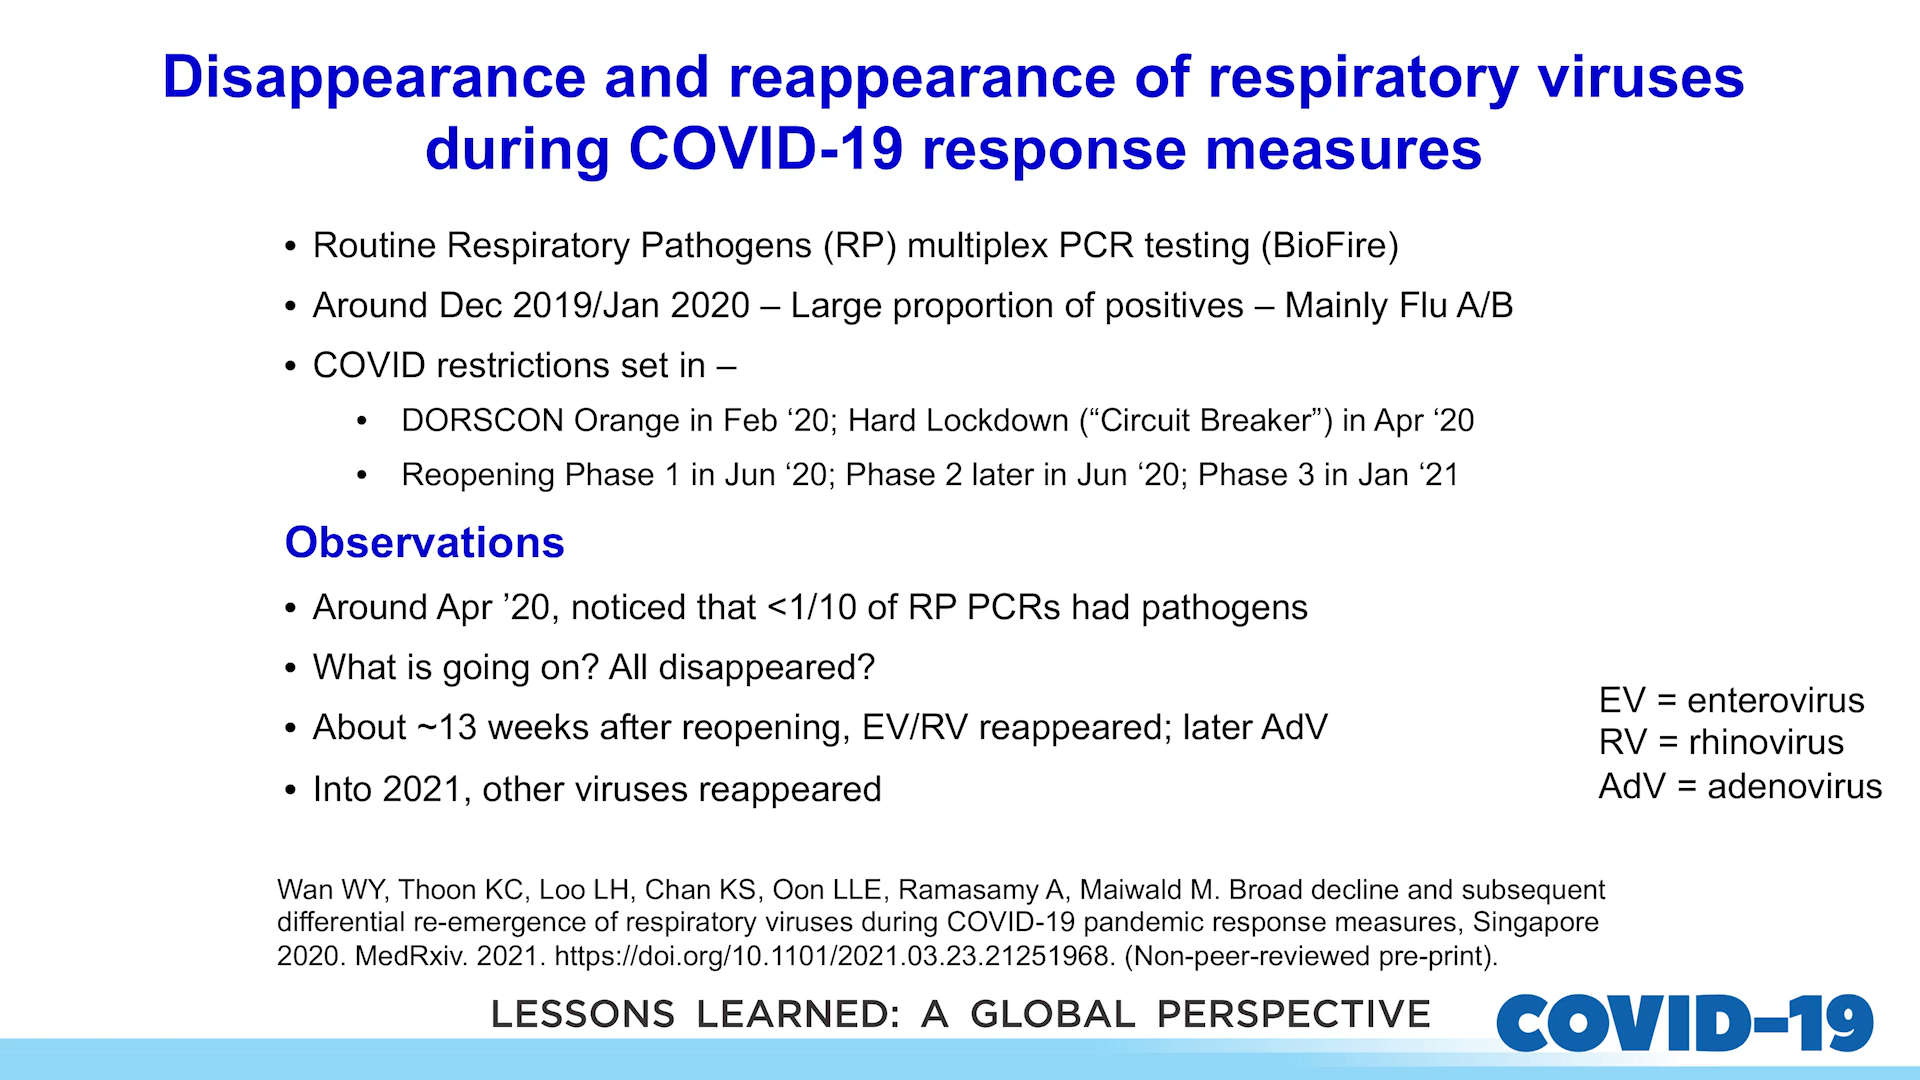 Disappearance and reappearance of respiratory viruses
during COVID-19 response measures
• Routine Respiratory Pathogens (RP) multiplex PCR testing (BioFire)
• Around Dec 2019/Jan 2020 – Large proportion of positives – Mainly Flu A/B
• COVID restrictions set in –
• DORSCON Orange in Feb ‘20; Hard Lockdown (“Circuit Breaker”) in Apr ‘20
• Reopening Phase 1 in Jun ‘20; Phase 2 later in Jun ‘20; Phase 3 in Jan ‘21
Observations
• Around Apr ’20, noticed that <1/10 of RP PCRs had pathogens
• What is going on? All disappeared?
• About ~13 weeks after reopening, EV/RV reappeared; later AdV
• Into 2021, other viruses reappeared
EV = enterovirus
RV = rhinovirus
AdV = adenovirus
Wan WY, Thoon KC, Loo LH, Chan KS, Oon LLE, Ramasamy A, Maiwald M. Broad decline and subsequent
differential re-emergence of respiratory viruses during COVID-19 pandemic response measures, Singapore
2020. MedRxiv. 2021. https://doi.org/10.1101/2021.03.23.21251968. (Non-peer-reviewed pre-print).
LESSONS LEARNED: A GLOBAL PERSPECTIVE
COVID-19